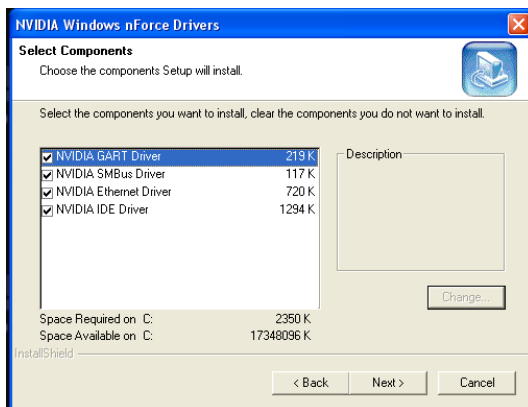 NVIDIA Windows nForce Drivers
Select Components
Choose the components Setup will install.
Select the components you want to install, clear the components you do not want to install.
NVIDIA GART Driver 219 K
NVIDIA SMBus Driver 117 K
NVIDIA Ethernet Driver 720 K
NVIDIA IDE Driver 1294 K
Description
Change...
Space Required on C: 2350 K
Space Available on C: 17348096 K
InstallShield
< Back Next > Cancel